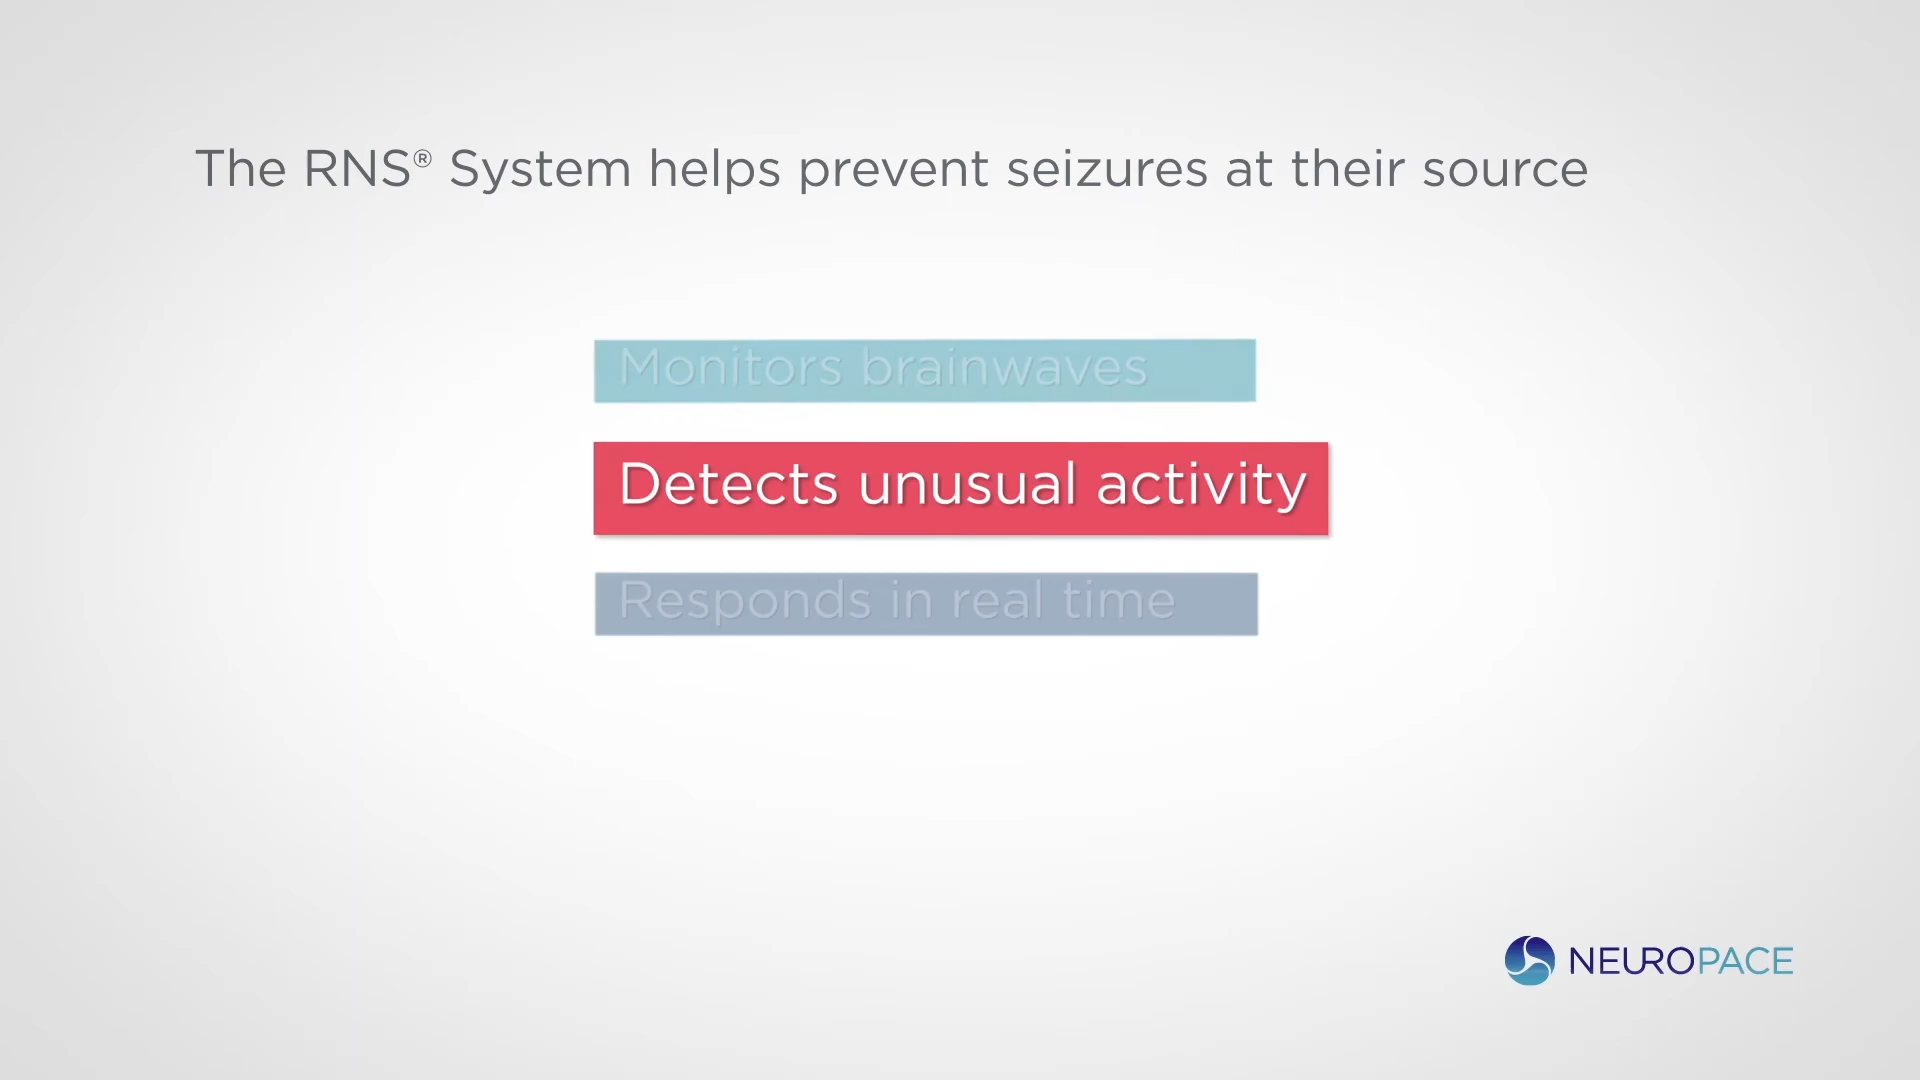 The RNS® System helps prevent seizures at their source
Monitors brainwaves
Detects unusual activity
Responds in real time
NEUROPACE